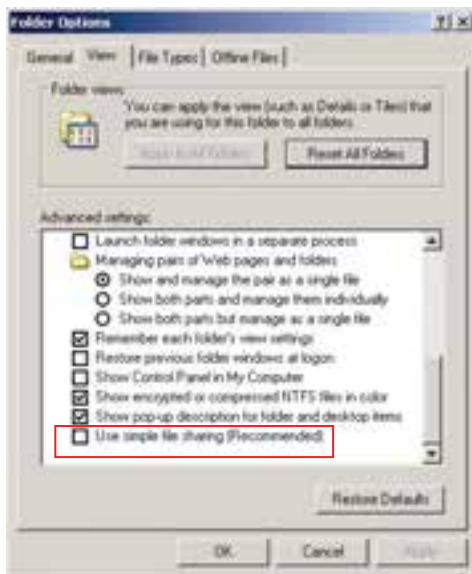 Folder Options
General View File Types Offline Files
Folder views
You can apply the view (such as Details or Tiles) that
you are using for this folder to all folders.
Apply to All Folders Reset All Folders
Advanced settings:
Launch folder windows in a separate process
Managing pairs of Web pages and folders
Show and manage the pair as a single file
Show both parts and manage them individually
Show both parts but manage as a single file
Remember each folder's view settings
Restore previous folder windows at logon
Show Control Panel in My Computer
Show encrypted or compressed NTFS files in color
Show pop-up description for folder and desktop items
Use simple file sharing (Recommended)
Restore Defaults
OK Cancel Apply